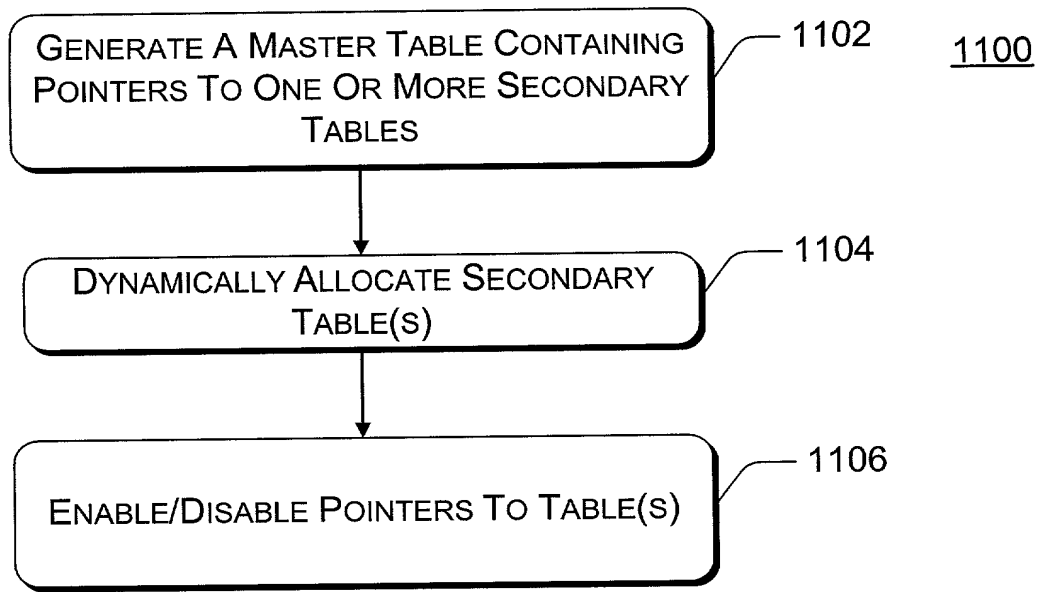 GENERATE A MASTER TABLE CONTAINING
POINTERS TO ONE OR MORE SECONDARY
TABLES
1102
1100
DYNAMICALLY ALLOCATE SECONDARY
TABLE(S)
1104
ENABLE/DISABLE POINTERS TO TABLE(S)
1106